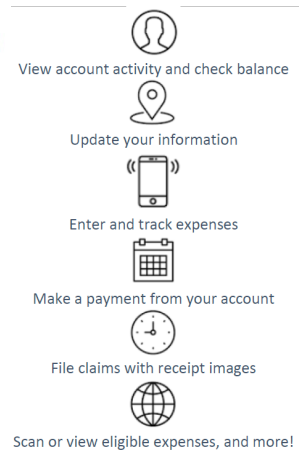 View account activity and check balance
Update your information
Enter and track expenses
Make a payment from your account
File claims with receipt images
Scan or view eligible expenses, and more!